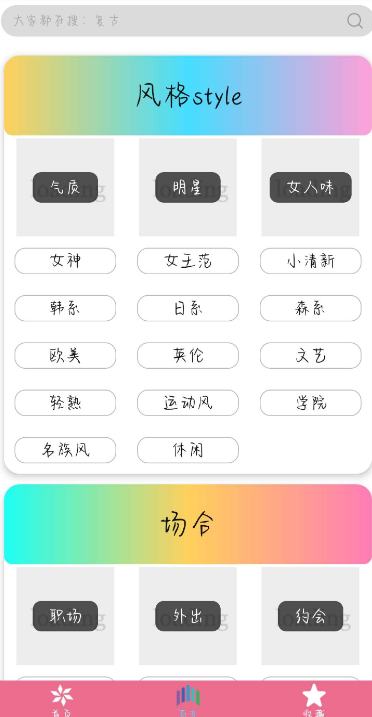 大家都在搜：复古
风格style
气质 明星 女人味
女神 女王范 小清新
韩系 日系 森系
欧美 英伦 文艺
轻熟 运动风 学院
名族风 休闲
场合
职场 外出 约会
首页 收藏